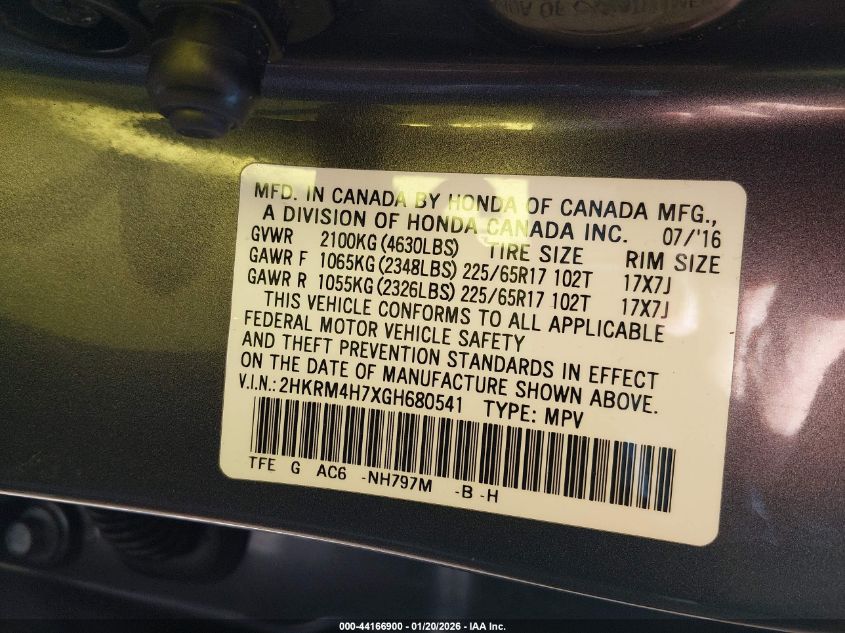 MFD. IN CANADA BY HONDA OF CANADA MFG.,
A DIVISION OF HONDA CANADA INC. 07/'16
GVWR 2100KG(4630LBS) TIRE SIZE RIM SIZE
GAWR F 1065KG(2348LBS) 225/65R17 102T 17X7J
GAWR R 1055KG(2326LBS) 225/65R17 102T 17X7J
THIS VEHICLE CONFORMS TO ALL APPLICABLE
FEDERAL MOTOR VEHICLE SAFETY
AND THEFT PREVENTION STANDARDS IN EFFECT
ON THE DATE OF MANUFACTURE SHOWN ABOVE.
V.I.N.: 2HKRM4H7XGH680541 TYPE: MPV
TFE G AC6 -NH797M -B -H
000-44166900 - 01/20/2026 - IAA Inc.